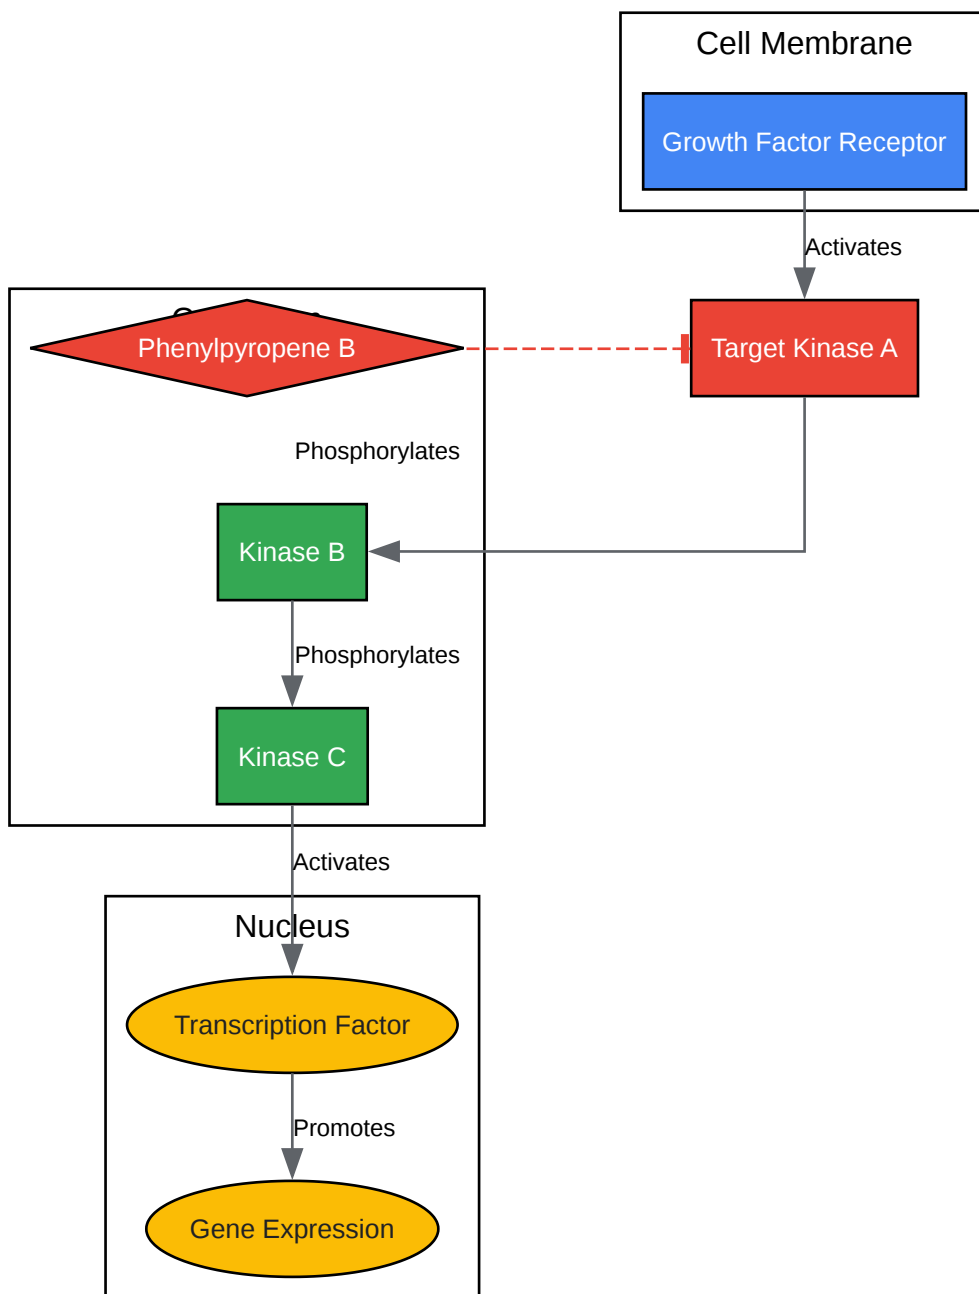 Cell Membrane
Growth Factor Receptor
Activates
Phenylpyropene B
Target Kinase A
Phosphorylates
Kinase B
Phosphorylates
Kinase C
Activates
Nucleus
Transcription Factor
Promotes
Gene Expression